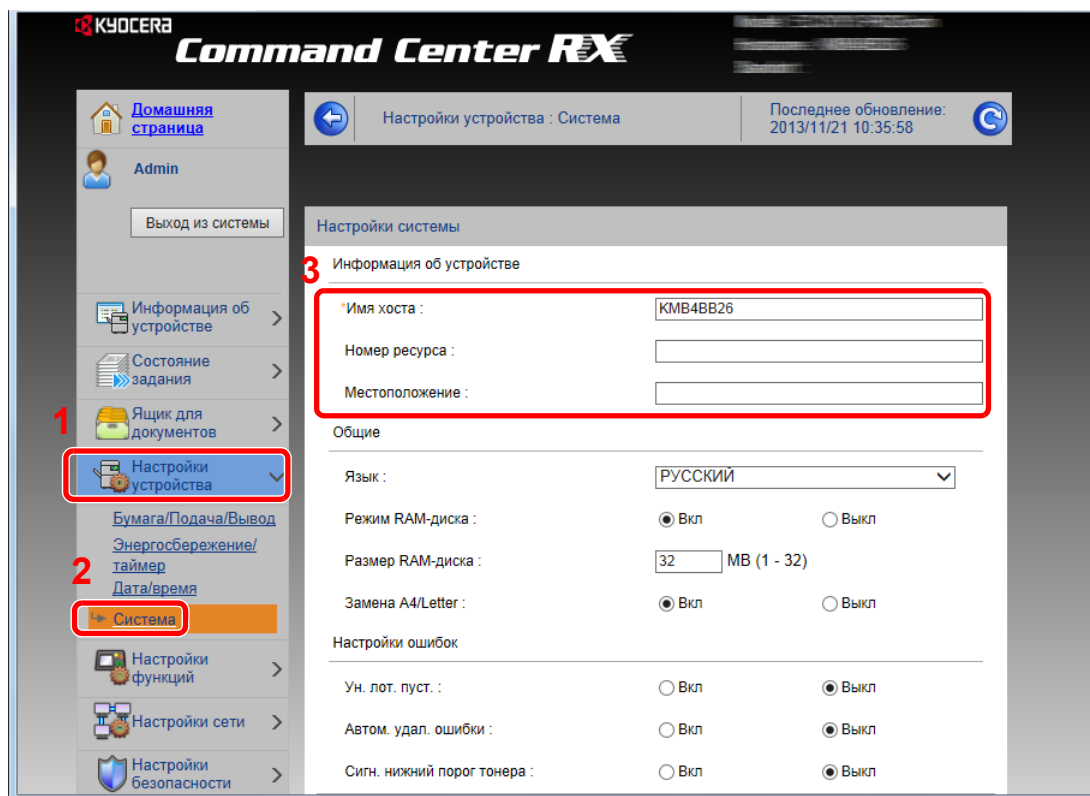 KYOCERA
Command Center RX
Домашняя
страница
Admin
Выход из системы
Информация об
устройстве
Состояние
задания
1
Ящик для
документов
Настройки
устройства
Бумага/Подача/Вывод
Энергосбережение/
таймер
2
Дата/время
Система
Настройки
функций
Настройки сети
Настройки
безопасности
Настройки устройства : Система
Последнее обновление:
2013/11/21 10:35:58
Настройки системы
3
Информация об устройстве
*Имя хоста : KMB4BB26
Номер ресурса :
Местоположение :
Общие
Язык : РУССКИЙ
Режим RAM-диска : Вкл Выкл
Размер RAM-диска : 32 MB (1 - 32)
Замена A4/Letter : Вкл Выкл
Настройки ошибок
Ун. лот. пуст. : Вкл Выкл
Автом. удал. ошибки : Вкл Выкл
Сигн. нижний порог тонера : Вкл Выкл